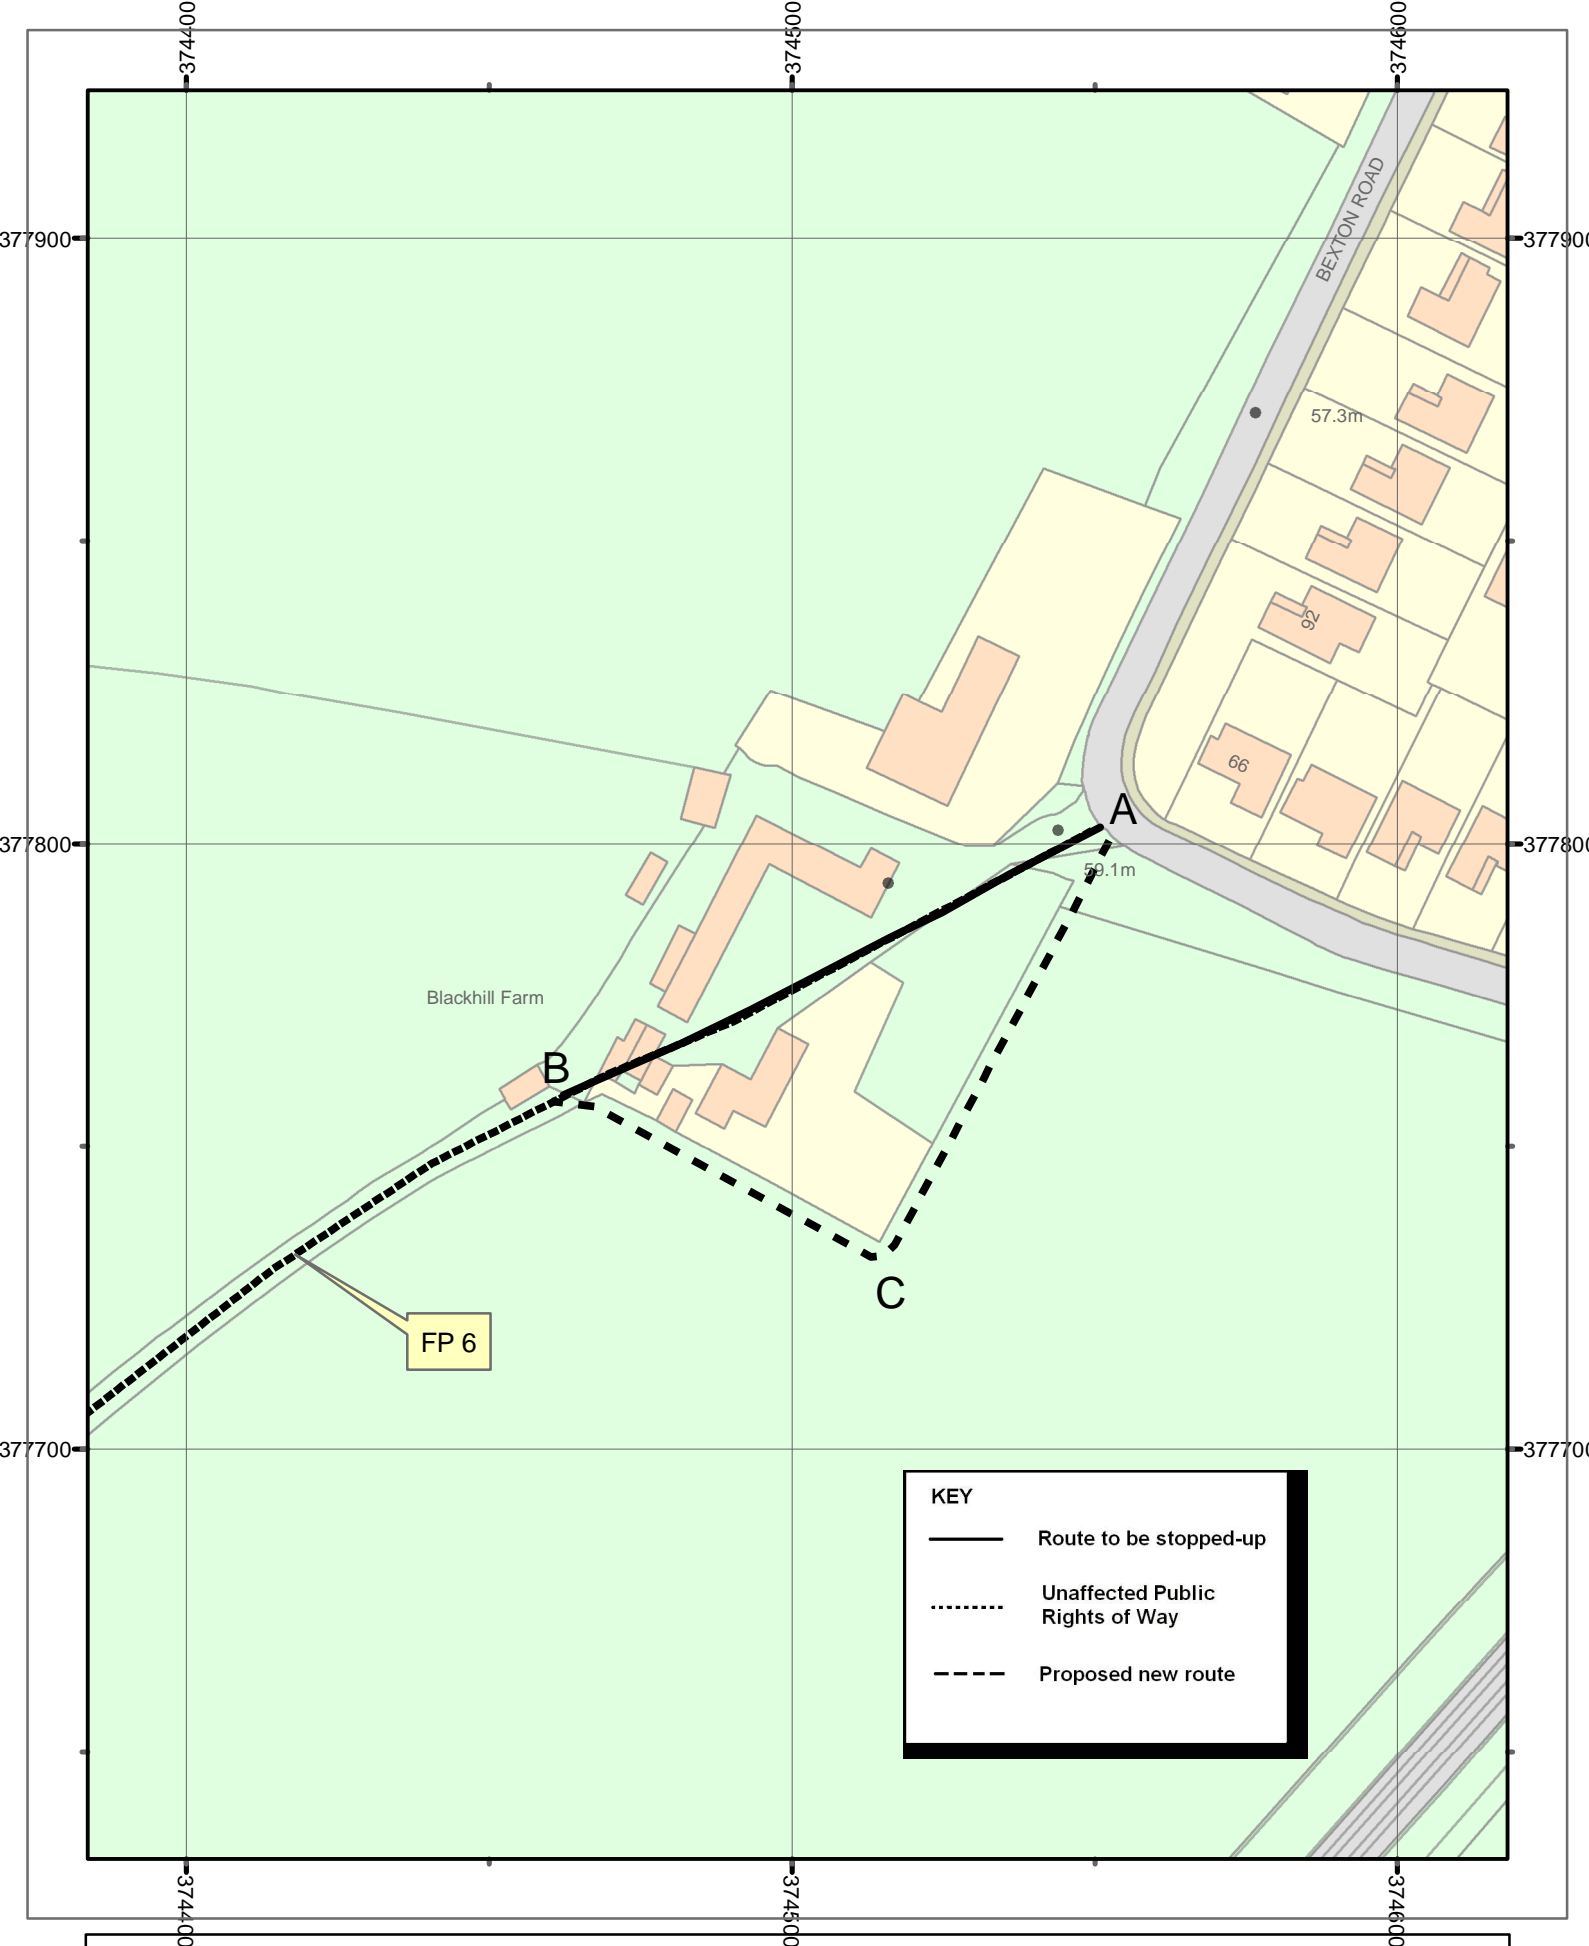 374400
374500
374600
377900
377900
BEXTON ROAD
57.3m
92
66
A
377800
377800
59.1m
Blackhill Farm
B
C
FP 6
377700
377700
KEY
Route to be stopped-up
Unaffected Public
Rights of Way
Proposed new route
374400
374500
374600